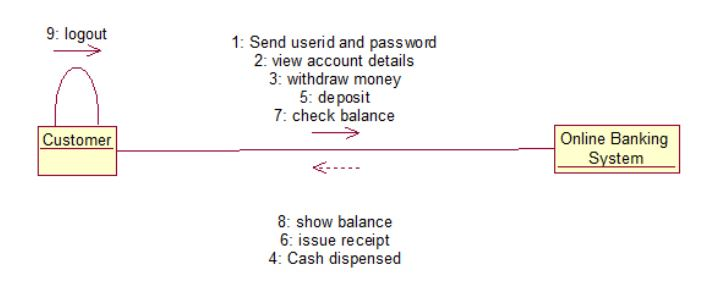 9: logout
1: Send userid and password
2: view account details
3: withdraw money
5: deposit
7: check balance
Customer
Online Banking
System
8: show balance
6: issue receipt
4: Cash dispensed